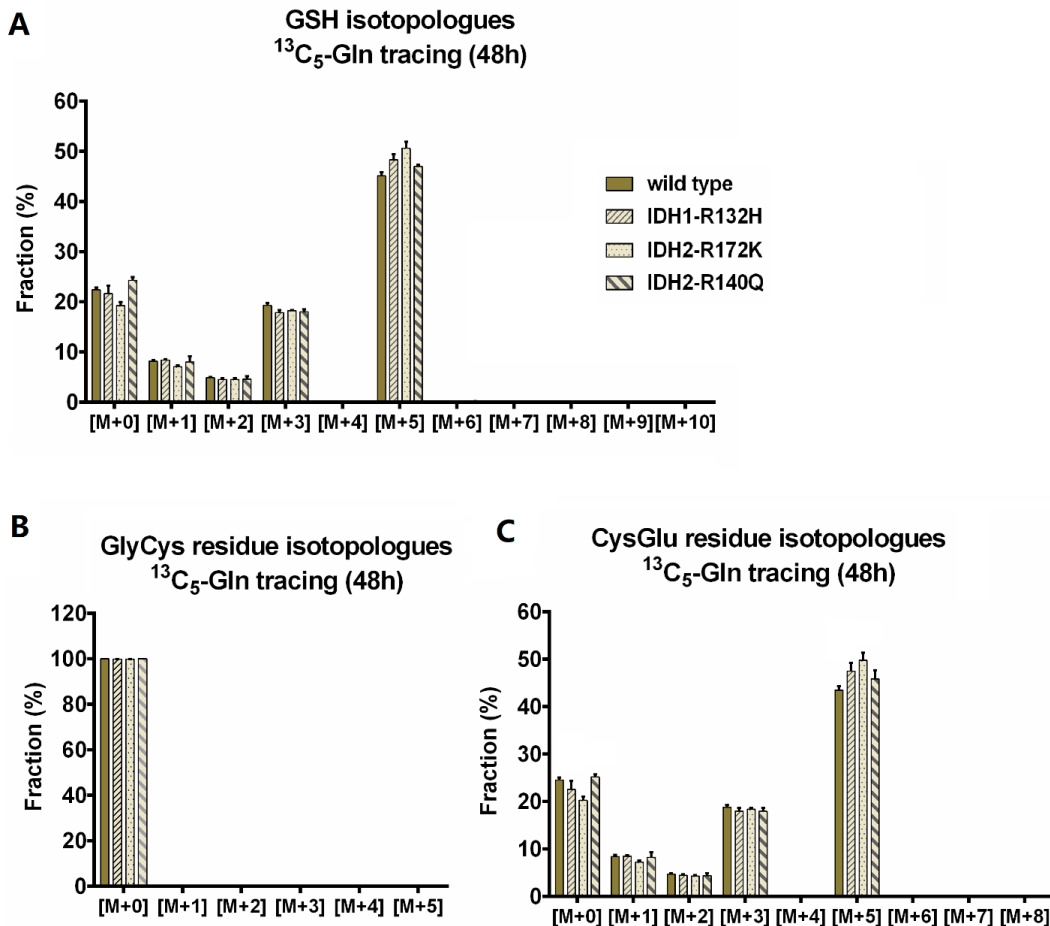 A
GSH isotopologues
¹³C₅-Gln tracing (48h)
Fraction (%)
60
50
40
30
20
10
0
[M+0] [M+1] [M+2] [M+3] [M+4] [M+5] [M+6] [M+7] [M+8] [M+9] [M+10]
wild type
IDH1-R132H
IDH2-R172K
IDH2-R140Q
B
GlyCys residue isotopologues
¹³C₅-Gln tracing (48h)
Fraction (%)
120
100
80
60
40
20
0
[M+0] [M+1] [M+2] [M+3] [M+4] [M+5]
C
CysGlu residue isotopologues
¹³C₅-Gln tracing (48h)
Fraction (%)
60
50
40
30
20
10
0
[M+0] [M+1] [M+2] [M+3] [M+4] [M+5] [M+6] [M+7] [M+8]